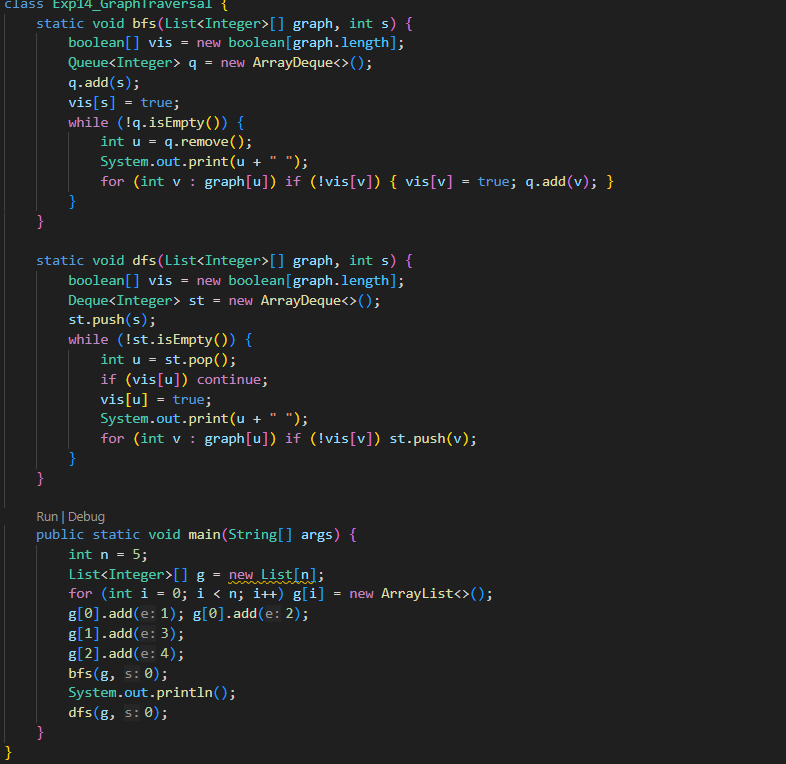 class Exp14_GraphTraversal {
    static void bfs(List<Integer>[] graph, int s) {
        boolean[] vis = new boolean[graph.length];
        Queue<Integer> q = new ArrayDeque<>();
        q.add(s);
        vis[s] = true;
        while (!q.isEmpty()) {
            int u = q.remove();
            System.out.print(u + " ");
            for (int v : graph[u]) if (!vis[v]) { vis[v] = true; q.add(v); }
        }
    }
    static void dfs(List<Integer>[] graph, int s) {
        boolean[] vis = new boolean[graph.length];
        Deque<Integer> st = new ArrayDeque<>();
        st.push(s);
        while (!st.isEmpty()) {
            int u = st.pop();
            if (vis[u]) continue;
            vis[u] = true;
            System.out.print(u + " ");
            for (int v : graph[u]) if (!vis[v]) st.push(v);
        }
    }
    Run | Debug
    public static void main(String[] args) {
        int n = 5;
        List<Integer>[] g = new List[n];
        for (int i = 0; i < n; i++) g[i] = new ArrayList<>();
        g[0].add(e: 1); g[0].add(e: 2);
        g[1].add(e: 3);
        g[2].add(e: 4);
        bfs(g, s: 0);
        System.out.println();
        dfs(g, s: 0);
    }
}